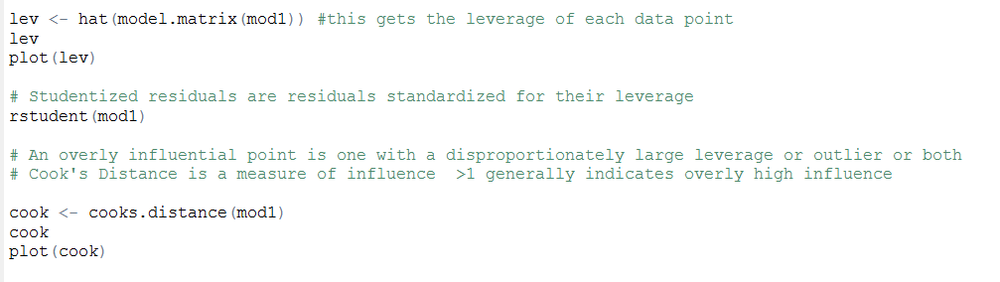 lev <- hat(model.matrix(mod1)) #this gets the leverage of each data point
lev
plot(lev)
# Studentized residuals are residuals standardized for their leverage
rstudent(mod1)
# An overly influential point is one with a disproportionately large leverage or outlier or both
# Cook's Distance is a measure of influence  >1 generally indicates overly high influence
cook <- cooks.distance(mod1)
cook
plot(cook)